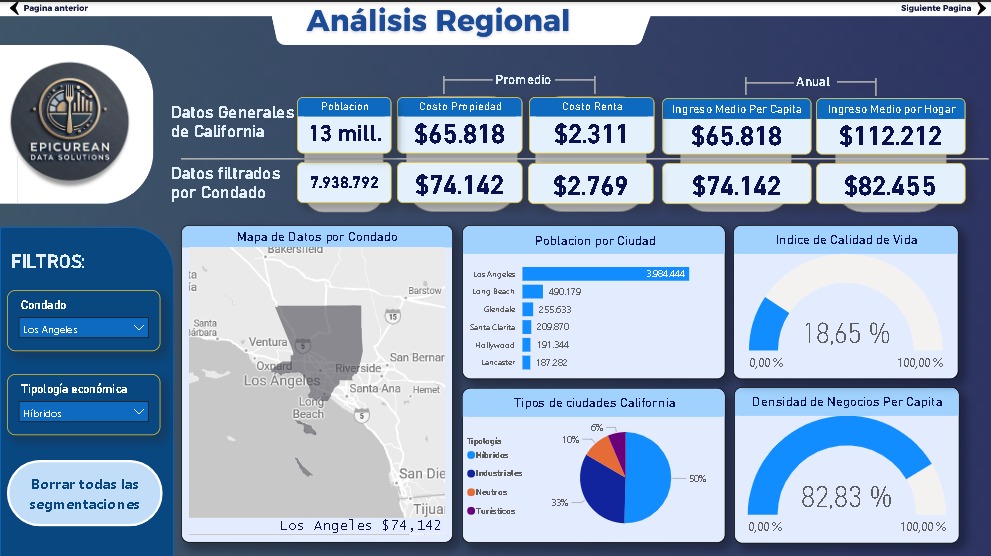 Pagina anterior
Siguiente Pagina
Análisis Regional
EPICUREAN
DATA SOLUTIONS
Promedio
Anual
Datos Generales
de California
Poblacion
13 mill.
Costo Propiedad
$65.818
Costo Renta
$2.311
Ingreso Medio Per Capita
$65.818
Ingreso Medio por Hogar
$112.212
Datos filtrados
por Condado
7.938.792
$74.142
$2.769
$74.142
$82.455
FILTROS:
Condado
Los Angeles
Tipología económica
Híbridos
Borrar todas las
segmentaciones
Mapa de Datos por Condado
Bakersfield
ta
ía
Barstow
15
Santa
Bárbara
Ventura
5
San Bernar
Oxnard
Riverside
Los Angeles
Santa Ana
Hemet
Long
Beach
5
San Die
Tijua
Los Angeles $74,142
Poblacion por Ciudad
Los Angeles 3.984.444
Long Beach 490.179
Glendale 255.633
Santa Clarita 209.870
Hollywood 191.344
Lancaster 187.282
Tipos de ciudades California
Tipología
Híbridos
Industriales
Neutros
Turísticos
6%
10%
33%
50%
Indice de Calidad de Vida
18,65 %
0,00 % 100,00 %
Densidad de Negocios Per Capita
82,83 %
0,00 % 100,00 %